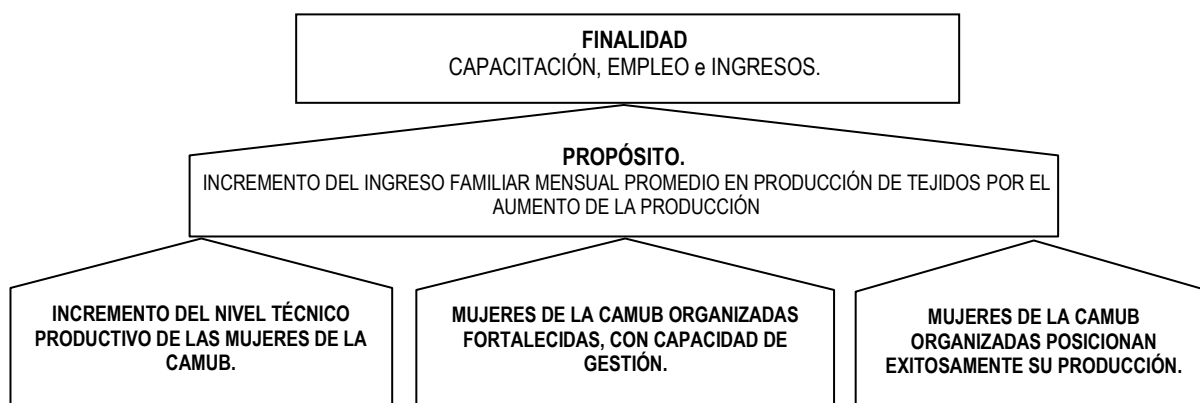 FINALIDAD
CAPACITACIÓN, EMPLEO e INGRESOS.
PROPÓSITO.
INCREMENTO DEL INGRESO FAMILIAR MENSUAL PROMEDIO EN PRODUCCIÓN DE TEJIDOS POR EL
AUMENTO DE LA PRODUCCIÓN
INCREMENTO DEL NIVEL TÉCNICO
PRODUCTIVO DE LAS MUJERES DE LA
CAMUB.
MUJERES DE LA CAMUB ORGANIZADAS
FORTALECIDAS, CON CAPACIDAD DE
GESTIÓN.
MUJERES DE LA CAMUB
ORGANIZADAS POSICIONAN
EXITOSAMENTE SU PRODUCCIÓN.